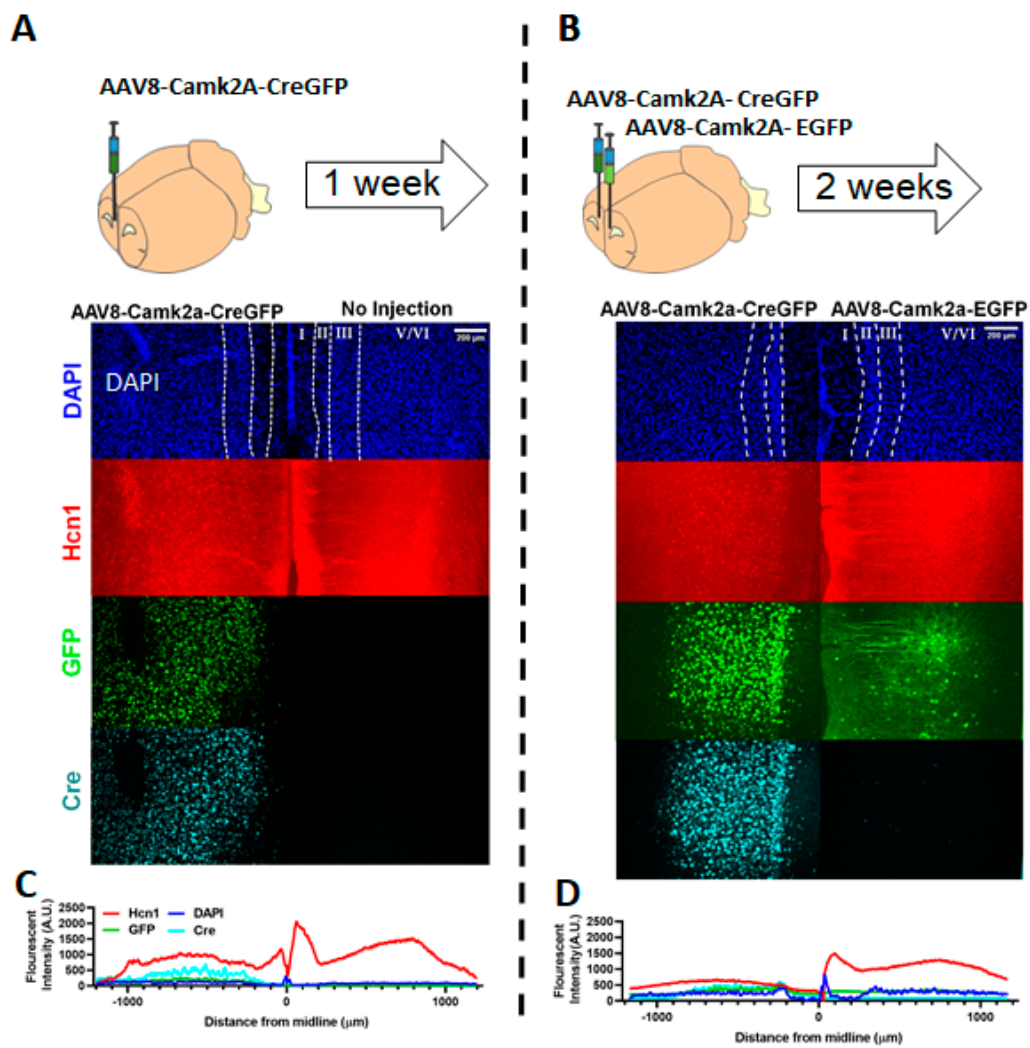 A
AAV8-Camk2A-CreGFP
1 week
AAV8-Camk2a-CreGFP No Injection
I II III V/VI
200 µm
DAPI
DAPI
Hcn1
GFP
Cre
B
AAV8-Camk2A- CreGFP
AAV8-Camk2A- EGFP
2 weeks
AAV8-Camk2a-CreGFP AAV8-Camk2a-EGFP
I II III V/VI
200 µm
C
Flourescent
Intensity (A.U.)
2500
2000
1500
1000
500
0
Hcn1 DAPI
GFP Cre
-1000 0 1000
Distance from midline (µm)
D
Flourescent
Intensity(A.U.)
2500
2000
1500
1000
500
0
-1000 0 1000
Distance from midline (µm)